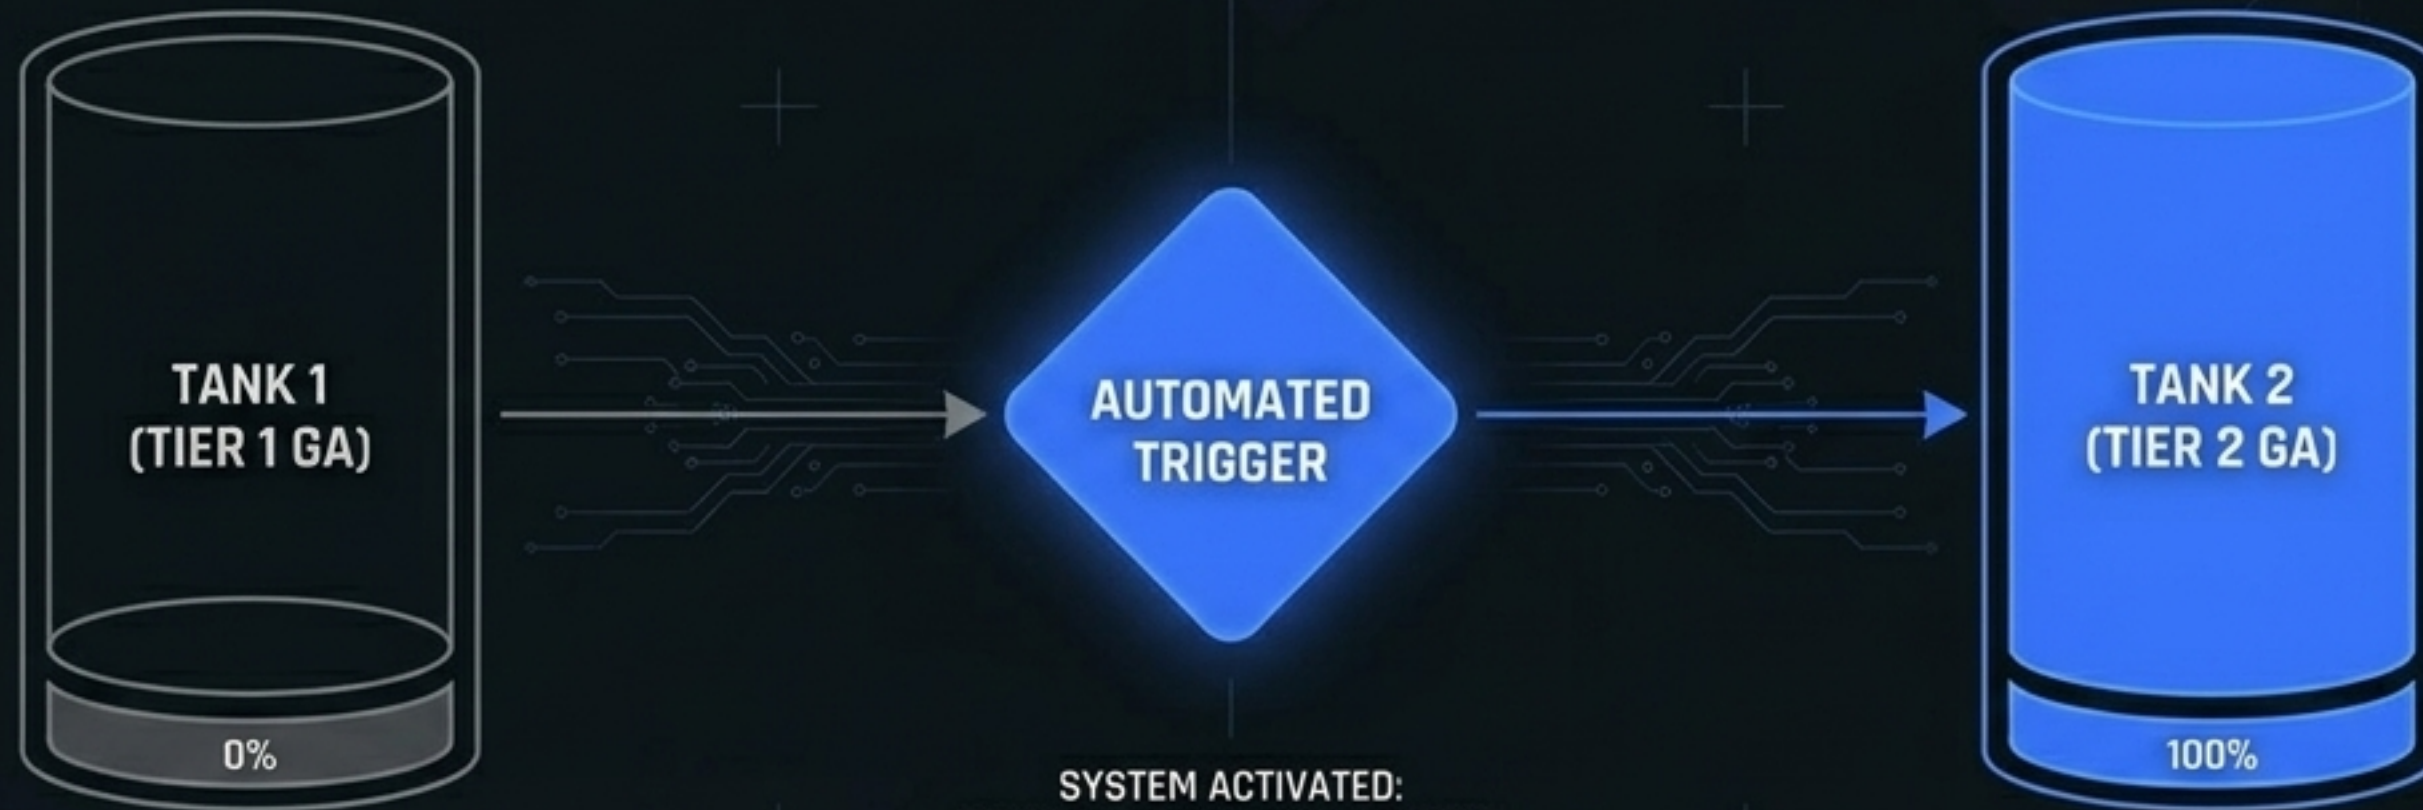 TANK 1
(TIER 1 GA)
0%
AUTOMATED
TRIGGER
SYSTEM ACTIVATED:
TANK 2
(TIER 2 GA)
100%